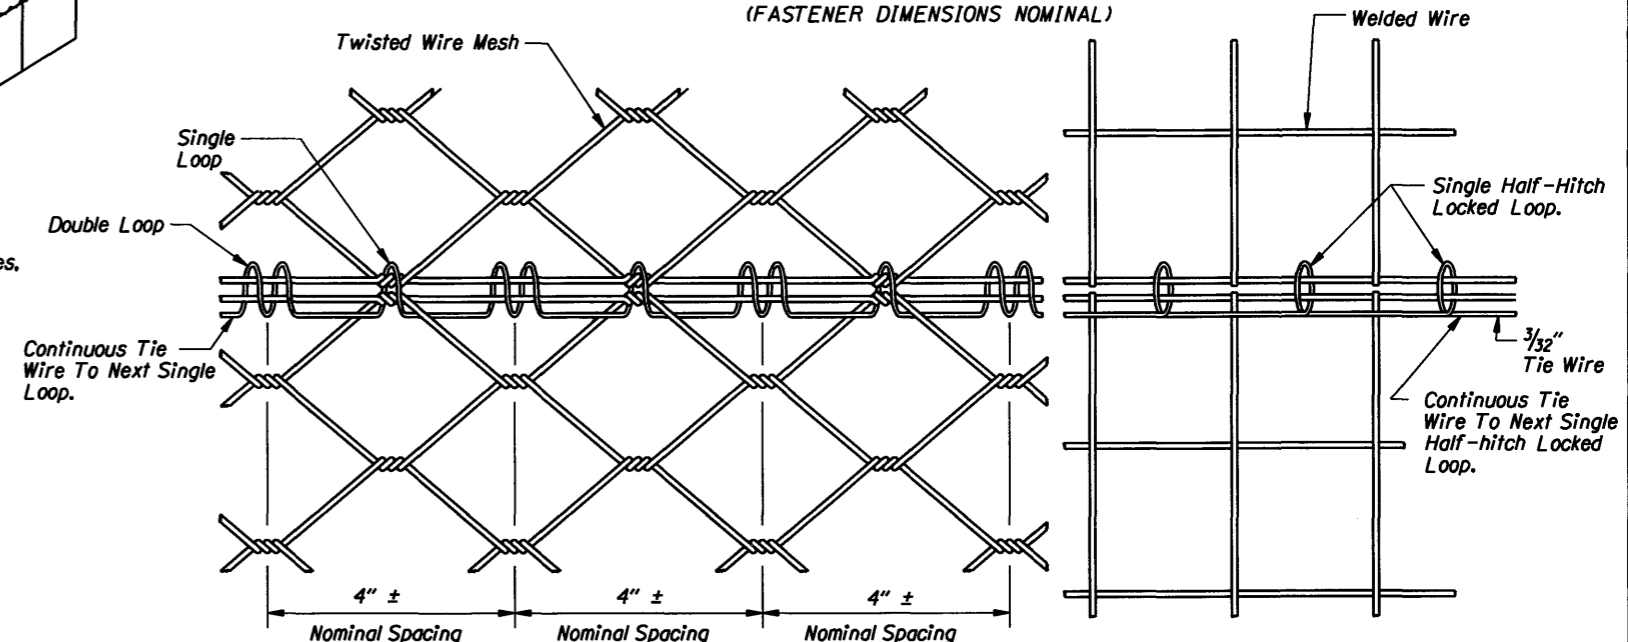 (FASTENER DIMENSIONS NOMINAL)
Welded Wire
Twisted Wire Mesh
Single
Loop
Double Loop
es.
Single Half-Hitch
Locked Loop.
Continuous Tie
Wire To Next Single
Loop.
3/32"
Tie Wire
Continuous Tie
Wire To Next Single
Half-hitch Locked
Loop.
4" ±
4" ±
4" ±
Nominal Spacing
Nominal Spacing
Nominal Spacing